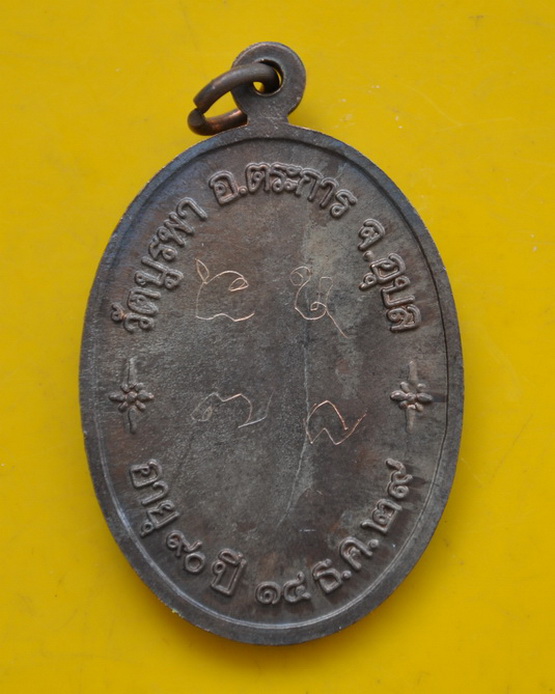 วัดบูรพา อ.ตระการ จ.อุบล
อายุ ๙๐ ปี ๑๔ ธ.ค. ๒๙